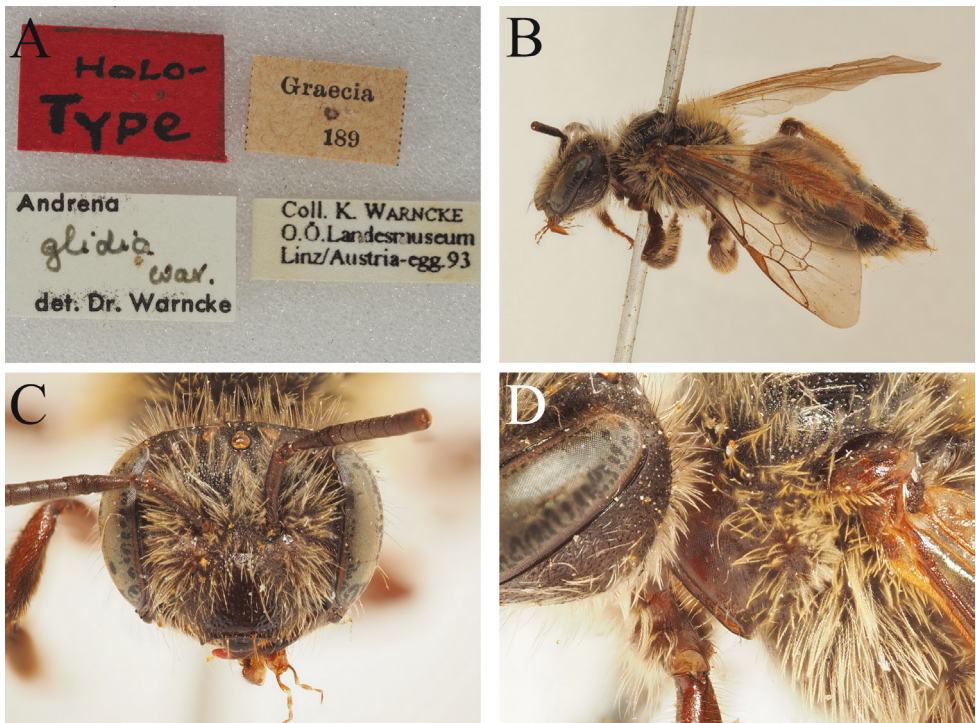 A
HOLO-
Type
Graecia
189
Andrena
glidia
war.
det. Dr. Warncke
Coll. K. WARNCKE
O.Ö.Landesmuseum
Linz/Austria-egg.93
B
C
D